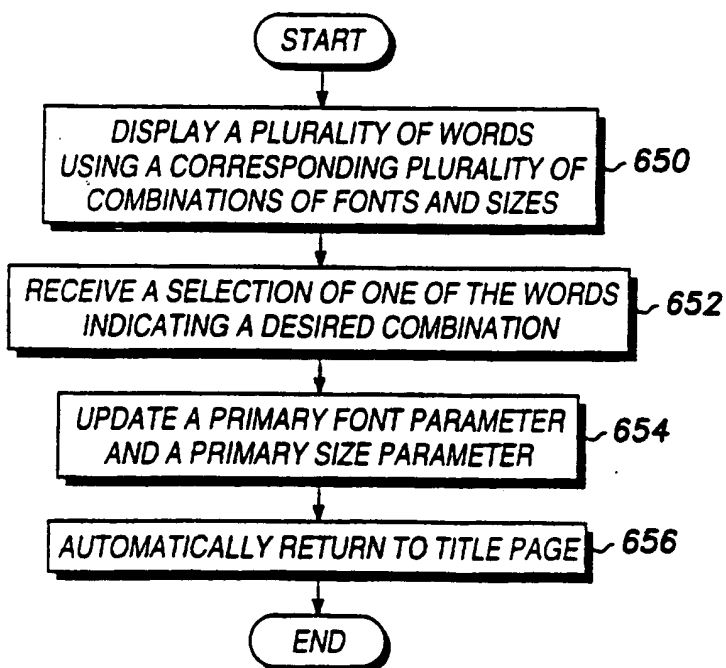 START
DISPLAY A PLURALITY OF WORDS
USING A CORRESPONDING PLURALITY OF
COMBINATIONS OF FONTS AND SIZES
650
RECEIVE A SELECTION OF ONE OF THE WORDS
INDICATING A DESIRED COMBINATION
652
UPDATE A PRIMARY FONT PARAMETER
AND A PRIMARY SIZE PARAMETER
654
AUTOMATICALLY RETURN TO TITLE PAGE
656
END